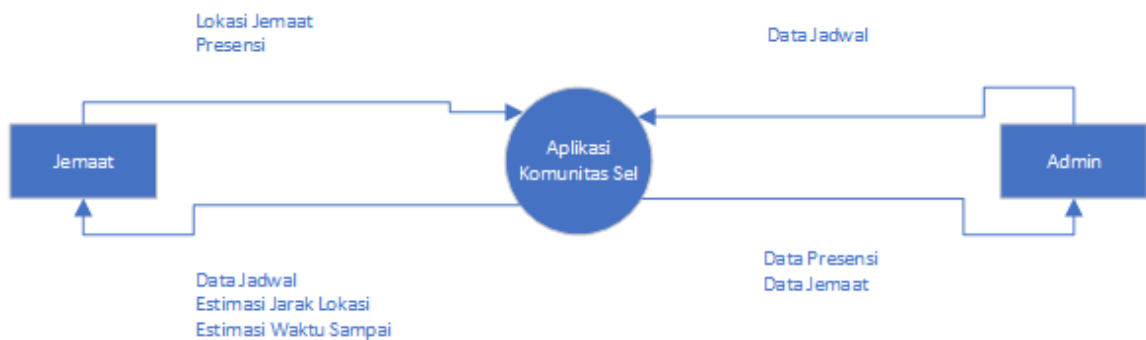 Lokasi Jemaat
Presensi
Data Jadwal
Jemaat
Aplikasi
Komunitas Sel
Admin
Data Jadwal
Estimasi Jarak Lokasi
Estimasi Waktu Sampai
Data Presensi
Data Jemaat